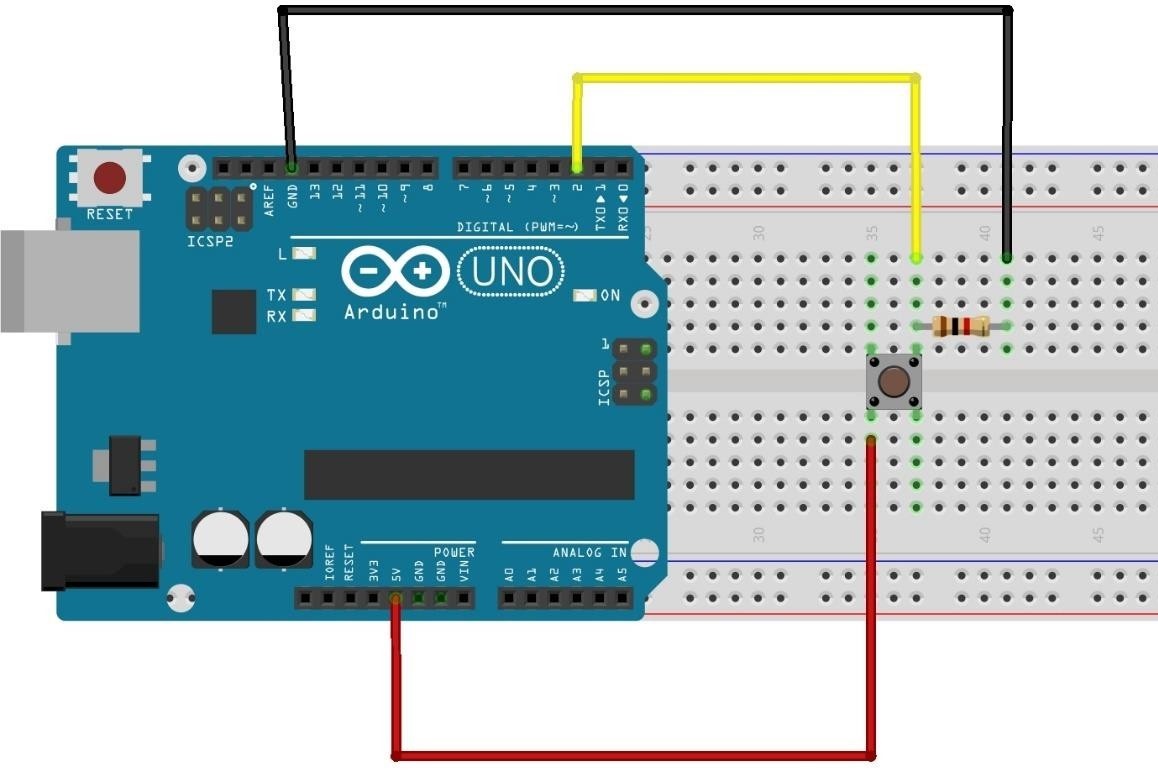 RESET
ICSP2
AREF
GND
13
12
~11
~10
~9
8
7
~6
~5
4
~3
2
TX0▶1
RX0◀0
DIGITAL (PWM=~)
L
TX
RX
UNO
Arduino™
ON
1
ICSP
25
30
35
40
45
IOREF
RESET
3V3
5V
GND
GND
VIN
POWER
ANALOG IN
A0
A1
A2
A3
A4
A5
30
40
45